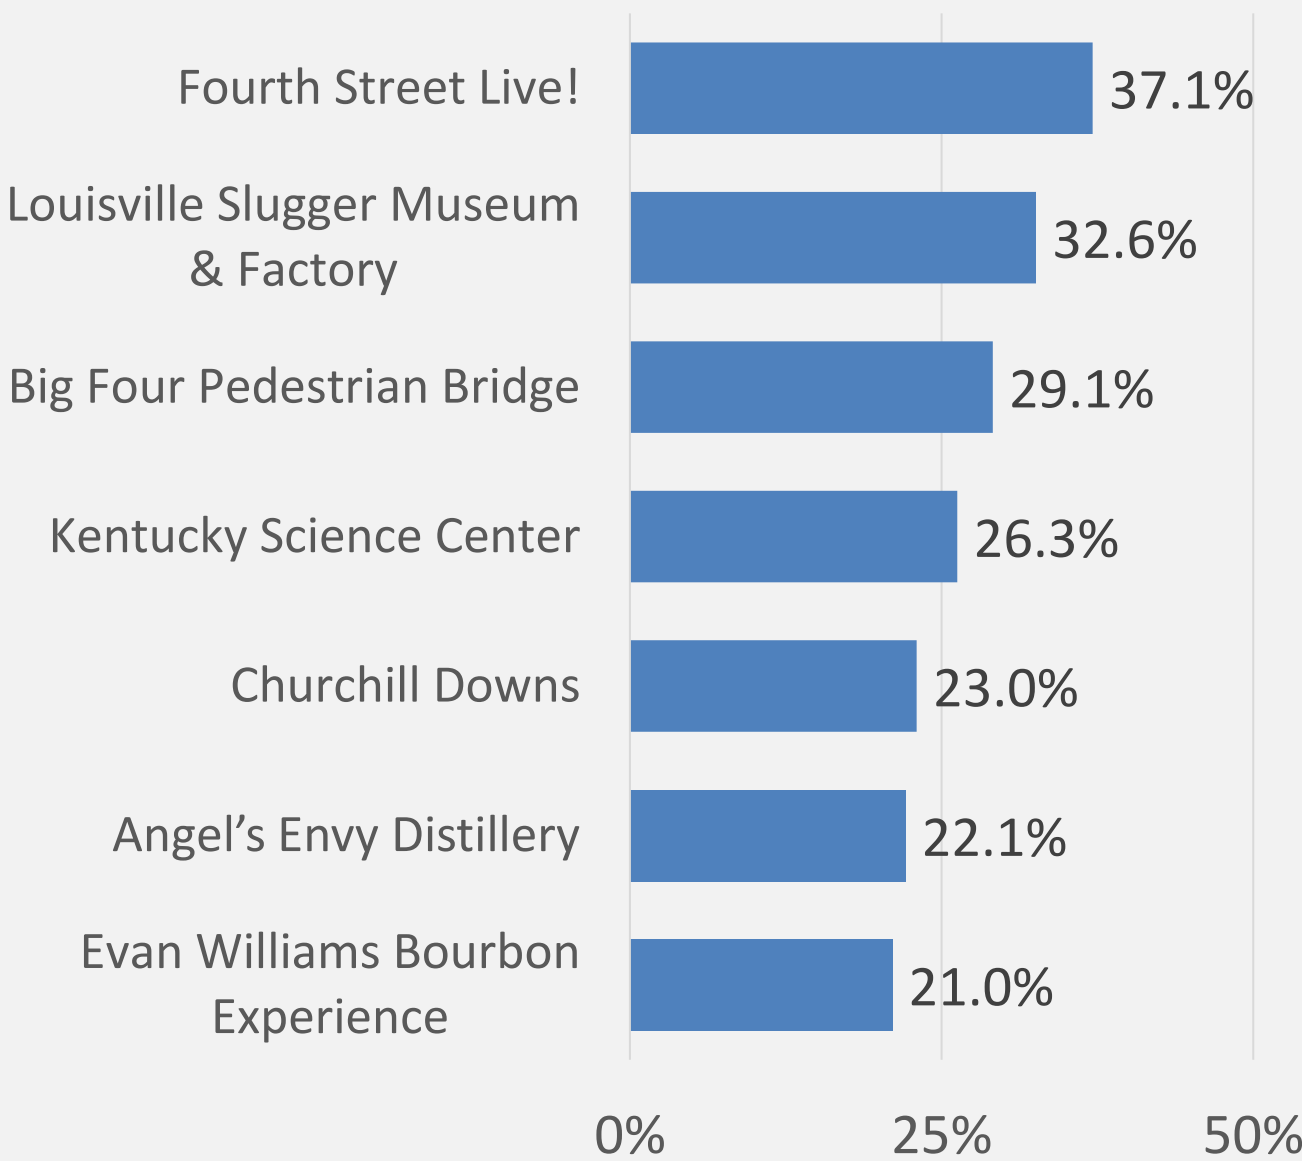 Fourth Street Live!
37.1%
Louisville Slugger Museum
& Factory
32.6%
Big Four Pedestrian Bridge
29.1%
Kentucky Science Center
26.3%
Churchill Downs
23.0%
Angel’s Envy Distillery
22.1%
Evan Williams Bourbon
Experience
21.0%
0% 25% 50%